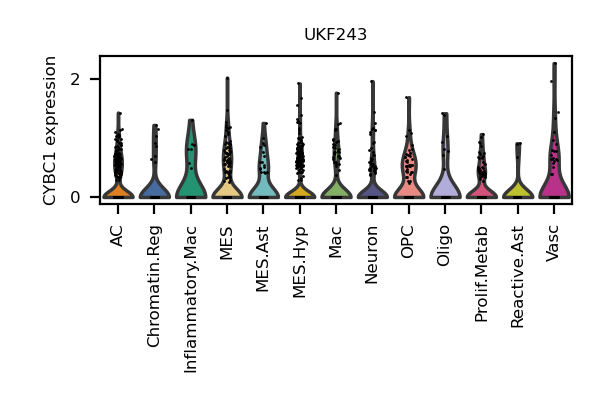 UKF243
CYBC1 expression
2
0
AC
Chromatin.Reg
Inflammatory.Mac
MES
MES.Ast
MES.Hyp
Mac
Neuron
OPC
Oligo
Prolif.Metab
Reactive.Ast
Vasc